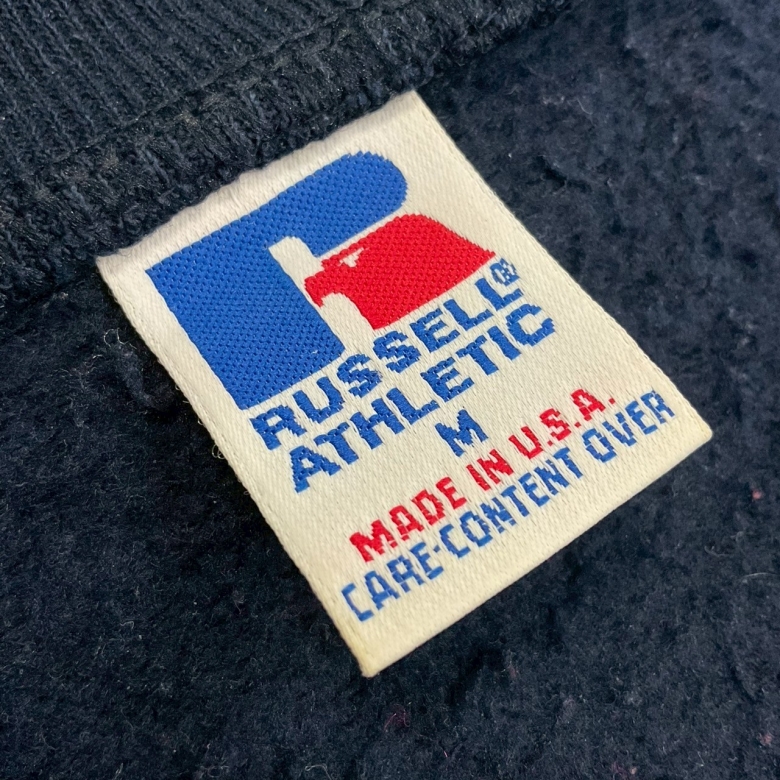 RUSSELL®
ATHLETIC
M
MADE IN U.S.A.
CARE·CONTENT OVER